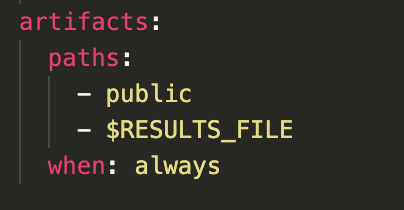 artifacts:
  paths:
    - public
    - $RESULTS_FILE
  when: always